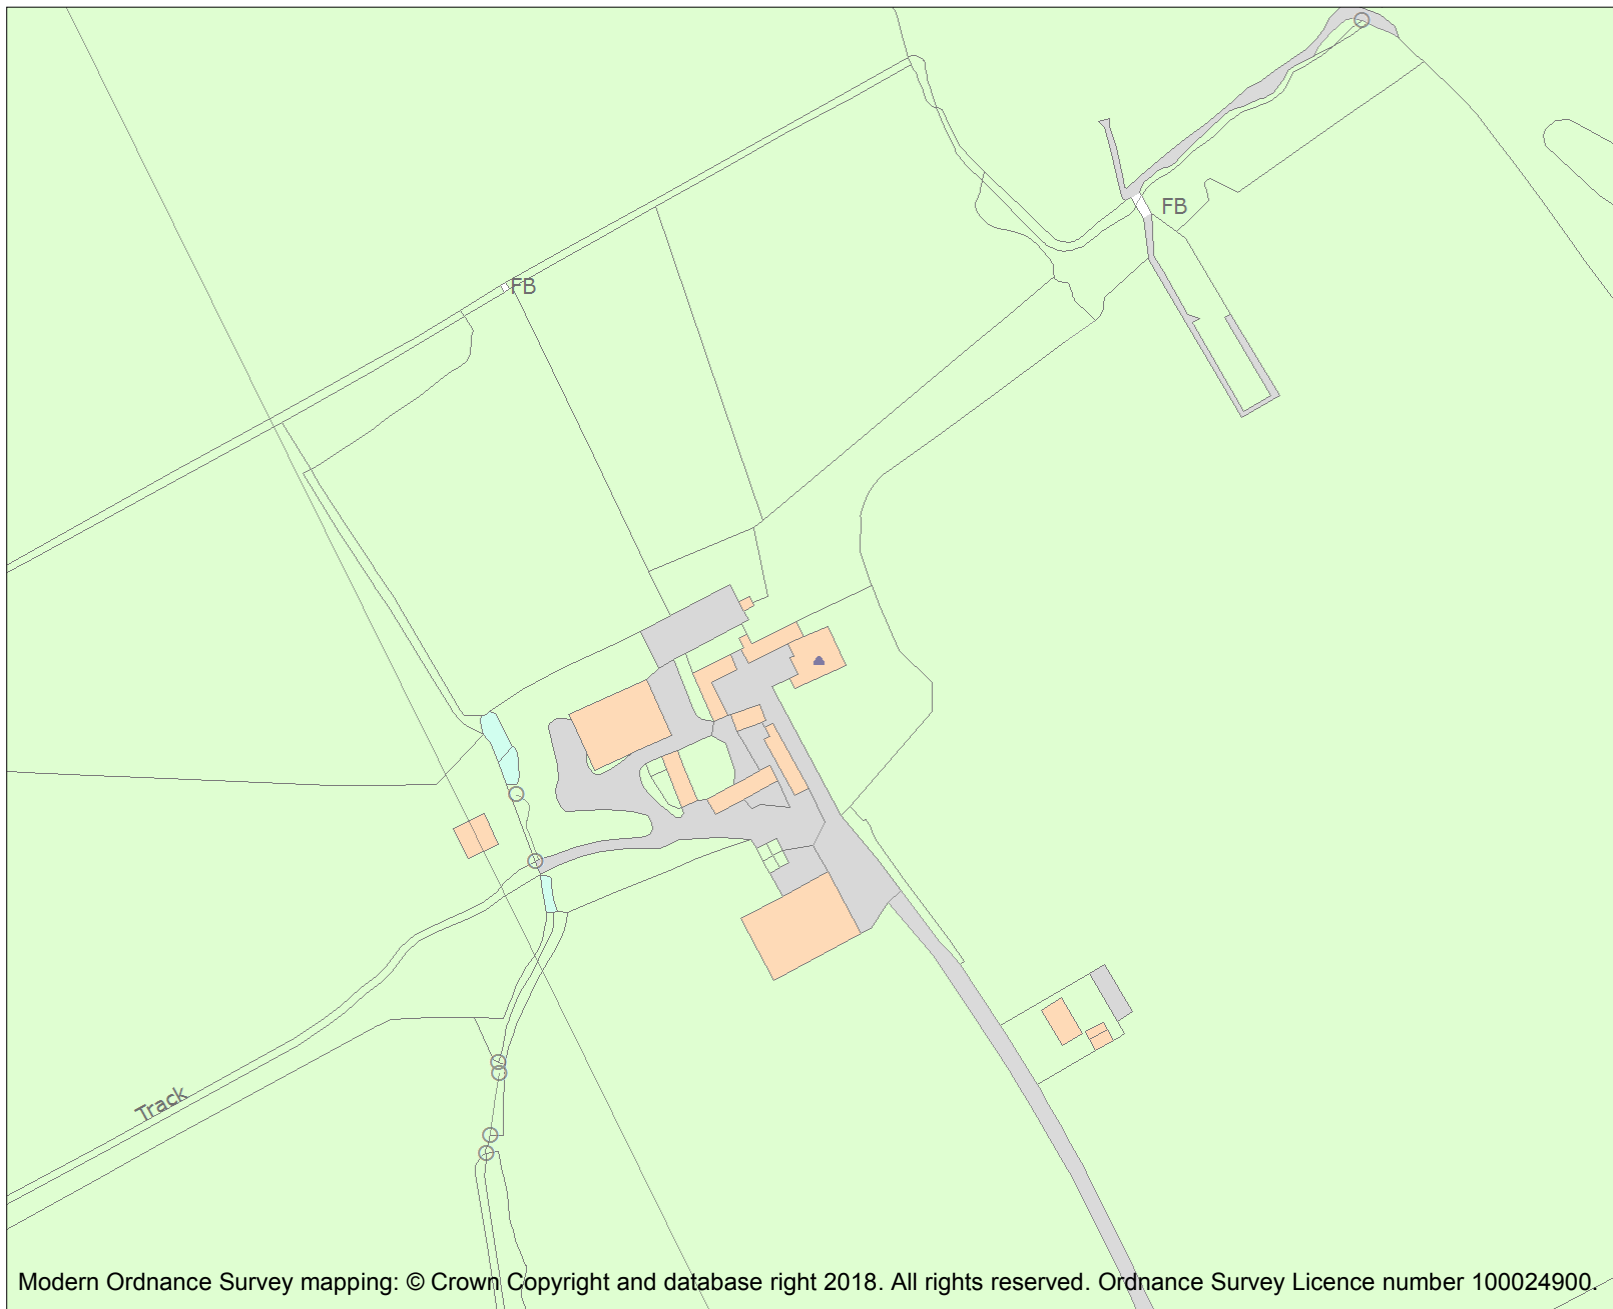 FB
FB
Track
Modern Ordnance Survey mapping: © Crown Copyright and database right 2018. All rights reserved. Ordnance Survey Licence number 100024900.